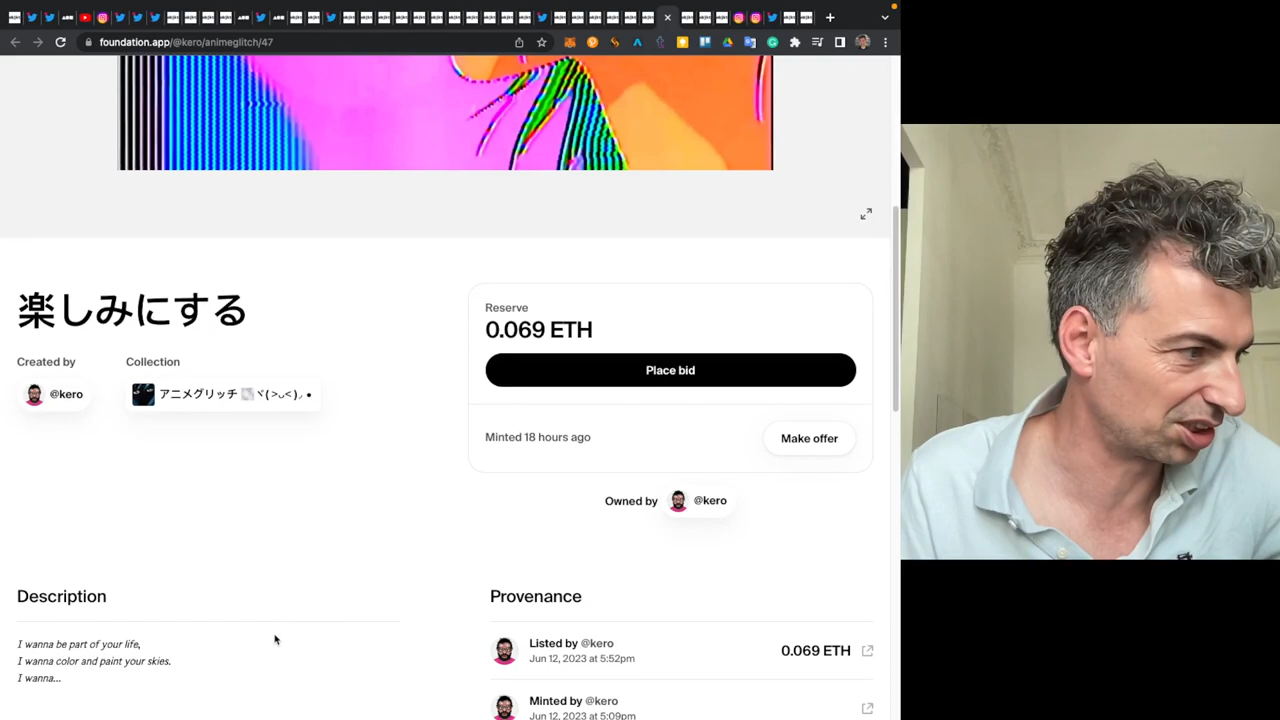 foundation.app/@kero/animeglitch/47
楽しみにする
Created by
Collection
@kero
アニメグリッチ
Reserve
0.069 ETH
Place bid
Minted 18 hours ago
Make offer
Owned by
@kero
Description
I wanna be part of your life,
I wanna color and paint your skies.
I wanna...
Provenance
Listed by @kero
Jun 12, 2023 at 5:52pm
0.069 ETH
Minted by @kero
Jun 12, 2023 at 5:09pm